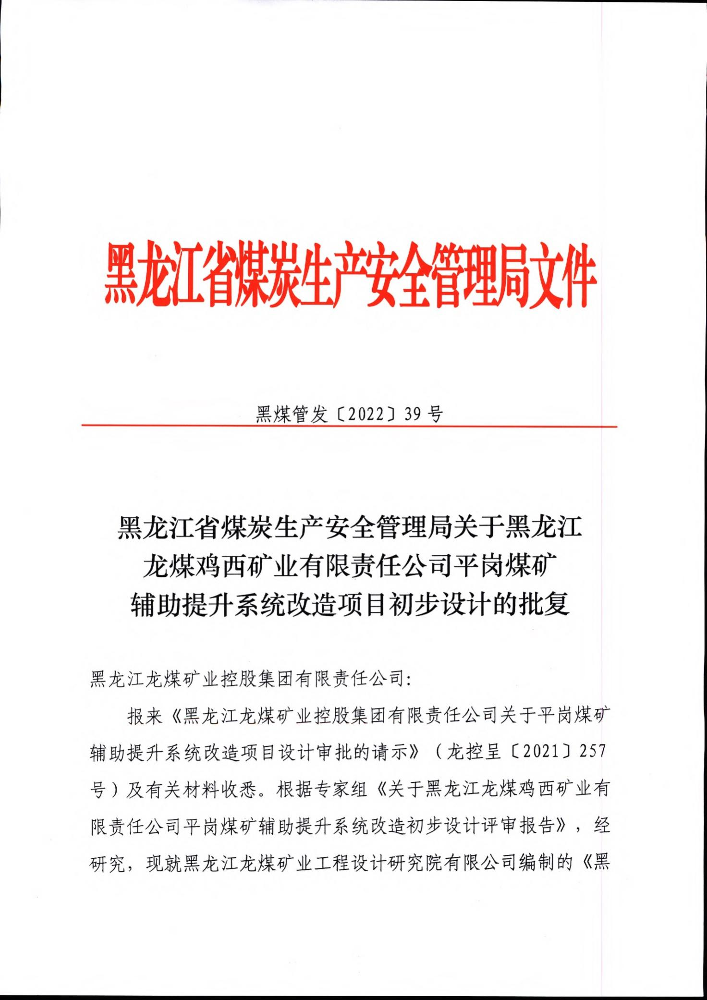 黑龙江省煤炭生产安全管理局文件
黑煤管发〔2022〕39 号
黑龙江省煤炭生产安全管理局关于黑龙江
龙煤鸡西矿业有限责任公司平岗煤矿
辅助提升系统改造项目初步设计的批复
黑龙江龙煤矿业控股集团有限责任公司:
报来《黑龙江龙煤矿业控股集团有限责任公司关于平岗煤矿
辅助提升系统改造项目设计审批的请示》（龙控呈〔2021〕257
号）及有关材料收悉。根据专家组《关于黑龙江龙煤鸡西矿业有
限责任公司平岗煤矿辅助提升系统改造初步设计评审报告》，经
研究，现就黑龙江龙煤矿业工程设计研究院有限公司编制的《黑